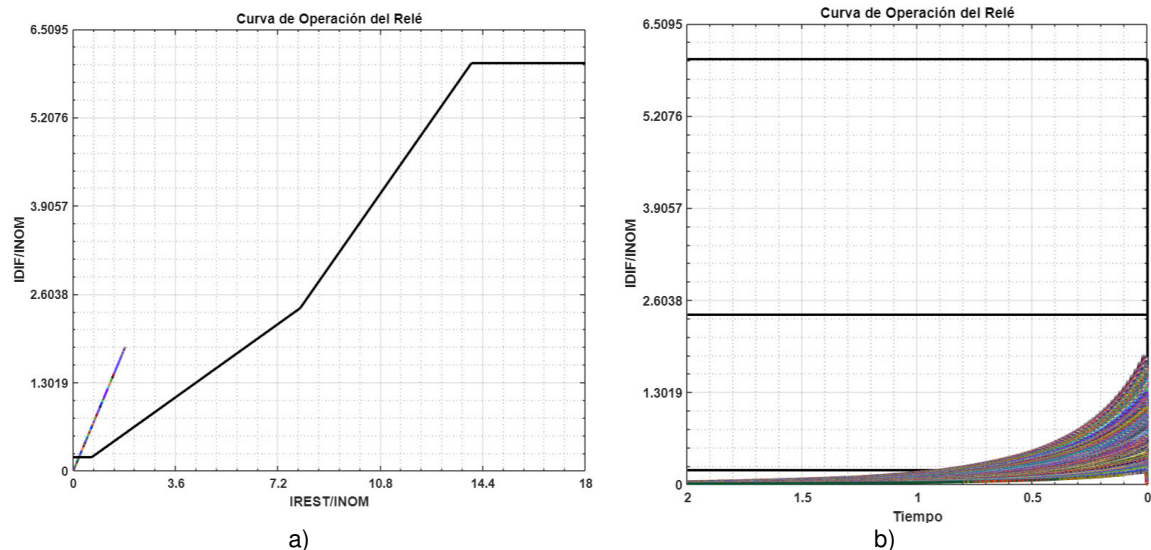 Curva de Operación del Relé
6.5095
5.2076
3.9057
2.6038
1.3019
0
IDIF/INOM
0 3.6 7.2 10.8 14.4 18
IREST/INOM
a)
Curva de Operación del Relé
6.5095
5.2076
3.9057
2.6038
1.3019
0
IDIF/INOM
2 1.5 1 0.5 0
Tiempo
b)